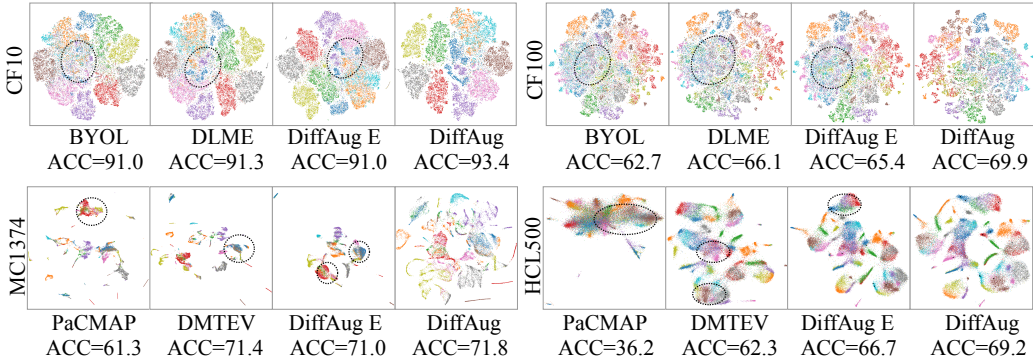 CF10
BYOL DLME DiffAug E DiffAug
ACC=91.0 ACC=91.3 ACC=91.0 ACC=93.4
CF100
BYOL DLME DiffAug E DiffAug
ACC=62.7 ACC=66.1 ACC=65.4 ACC=69.9
MC1374
PaCMAP DMTEV DiffAug E DiffAug
ACC=61.3 ACC=71.4 ACC=71.0 ACC=71.8
HCL500
PaCMAP DMTEV DiffAug E DiffAug
ACC=36.2 ACC=62.3 ACC=66.7 ACC=69.2